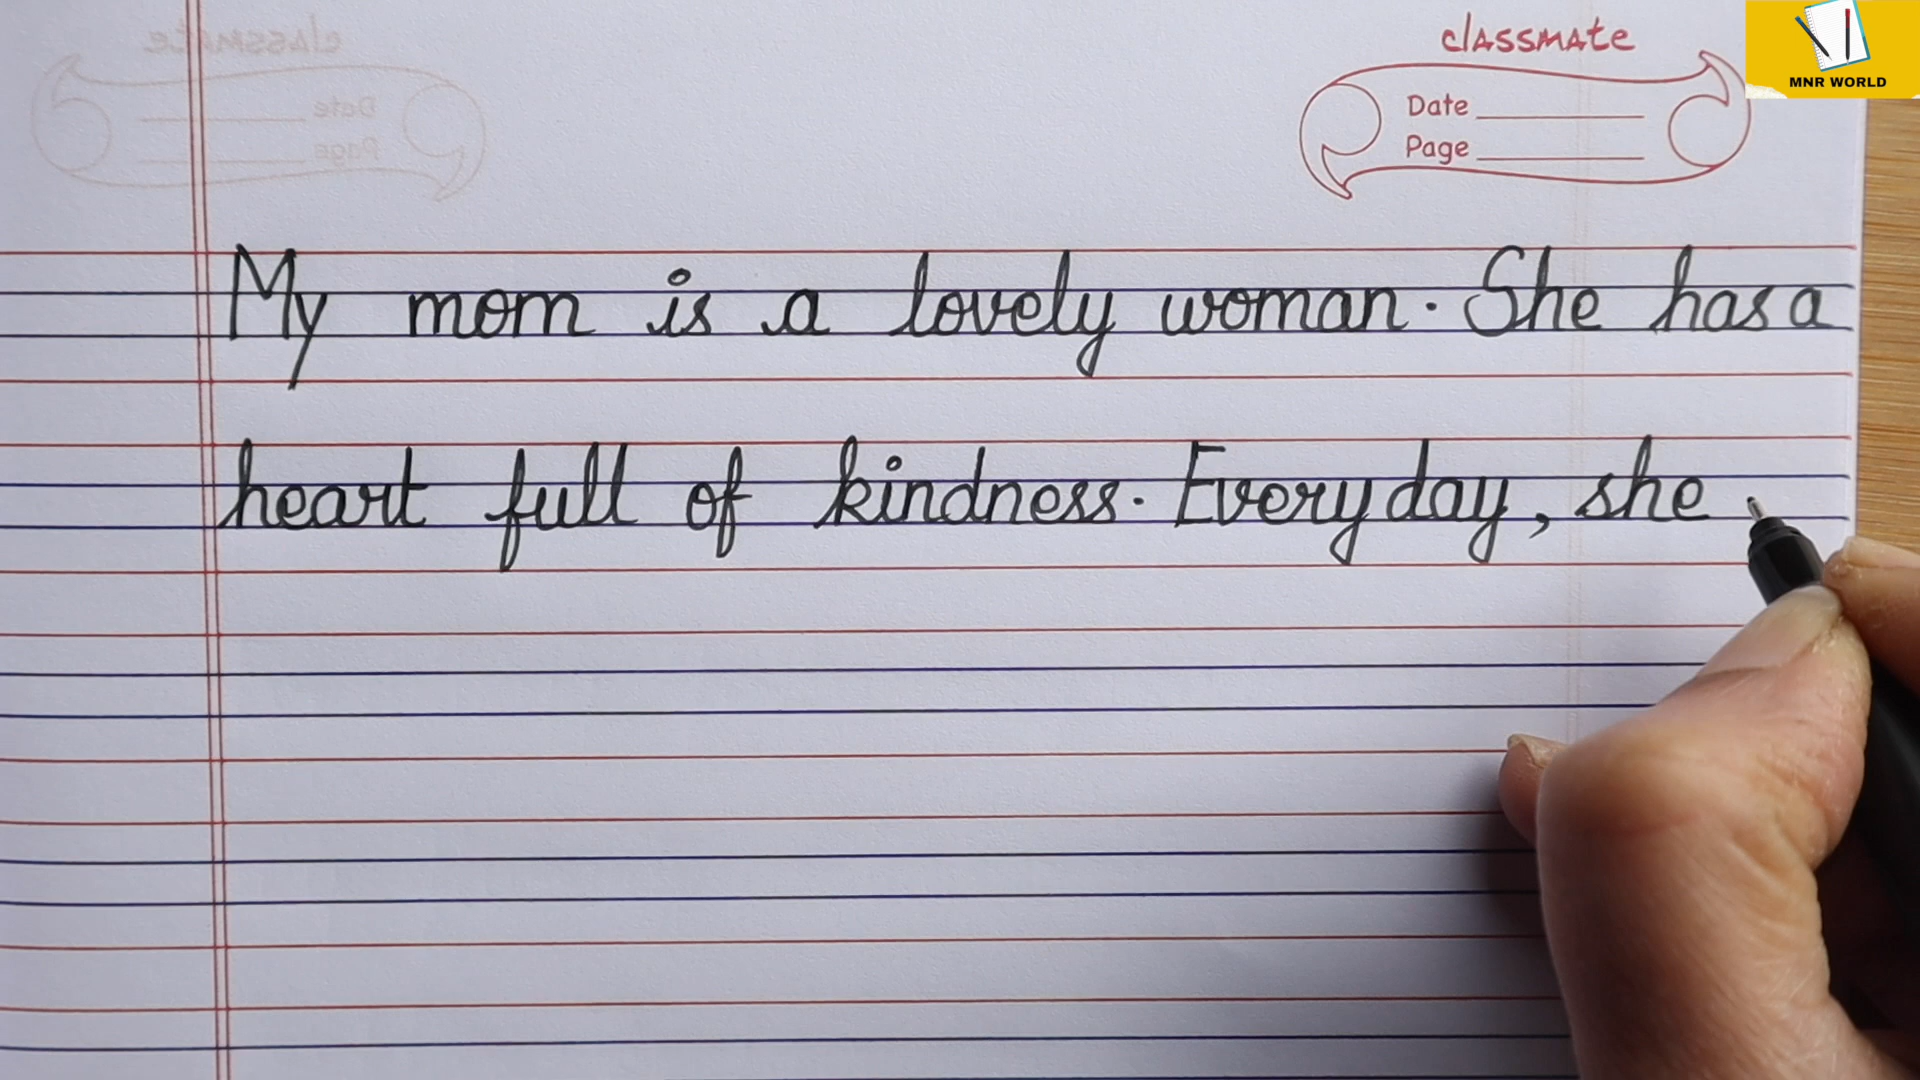 classmate
Date
Page
MNR WORLD
My mom is a lovely woman. She has a
heart full of kindness. Everyday, she